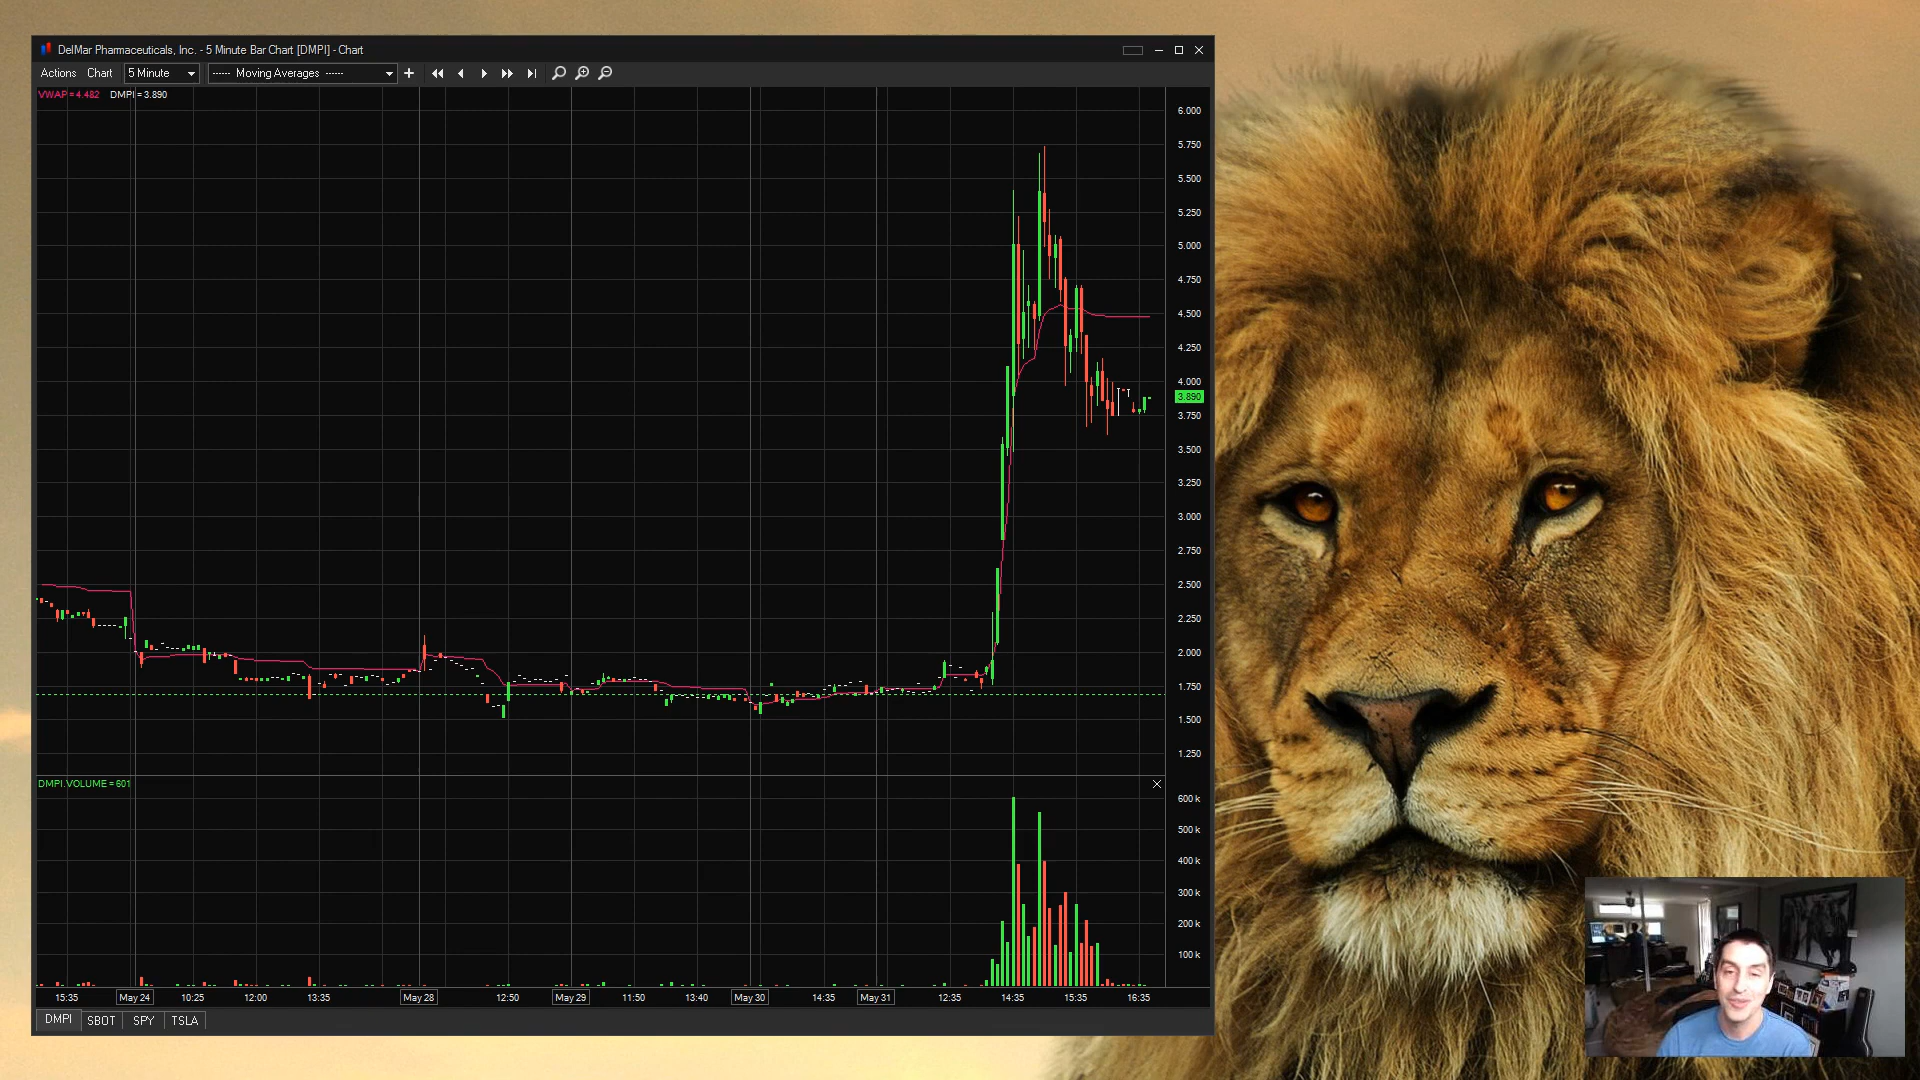 DelMar Pharmaceuticals, Inc. - 5 Minute Bar Chart [DMPI] - Chart
Actions Chart 5 Minute ------ Moving Averages ------
VWAP = 4.482 DMPI = 3.890
6.000
5.750
5.500
5.250
5.000
4.750
4.500
4.250
4.000
3.890
3.750
3.500
3.250
3.000
2.750
2.500
2.250
2.000
1.750
1.500
1.250
DMPI.VOLUME = 601
600 k
500 k
400 k
300 k
200 k
100 k
15:35 May 24 10:25 12:00 13:35 May 28 12:50 May 29 11:50 13:40 May 30 14:35 May 31 12:35 14:35 15:35 16:35
DMPI SBOT SPY TSLA